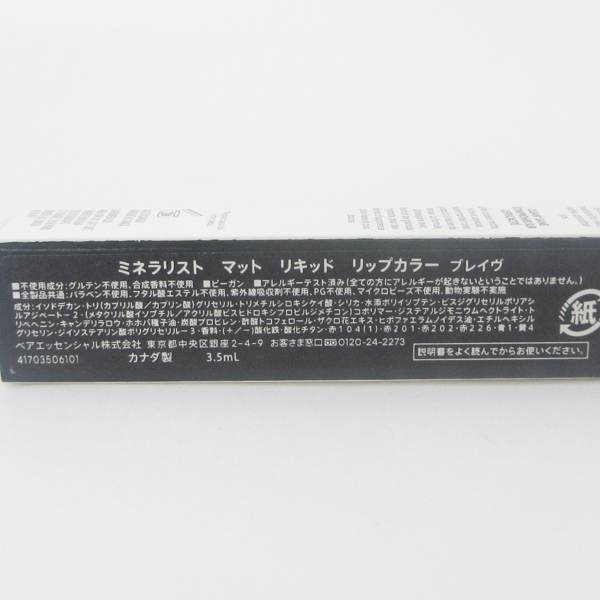 ミネラリスト マット リキッド リップカラー ブレイヴ
■不使用成分:グルテン不使用、合成香料不使用 ■ビーガン ■アレルギーテスト済み(全ての方にアレルギーが起きないということではありません。)
■全製品共通:パラベン不使用、フタル酸エステル不使用、紫外線吸収剤不使用、PG不使用、マイクロビーズ不使用、動物実験不実施
成分:イソドデカン・トリ(カプリル酸/カプリン酸)グリセリル・トリメチルシロキシケイ酸・シリカ・水添ポリイソブテン・ビスジグリセリルポリアシ
ルアジペート-2・(メタクリル酸イソブチル/アクリル酸ビスヒドロキシプロピルジメチコン)コポリマー・ジステアルジモニウムヘクトライト・ト
リベヘニン・キャンデリラロウ・ホホバ種子油・炭酸プロピレン・酢酸トコフェロール・ザクロ花エキス・ヒポファエラムノイデス油・エチルヘキシル
グリセリン・ジイソステアリン酸ポリグリセリル-3・香料・(+/-)酸化鉄・酸化チタン・赤104(1)・赤201・赤202・赤226・青1・黄4
ベアエッセンシャル株式会社 東京都中央区銀座2-4-9 お客さま窓口 0120-24-2273
41703506101 カナダ製 3.5mL
説明書をよく読んでからお使いください。
紙